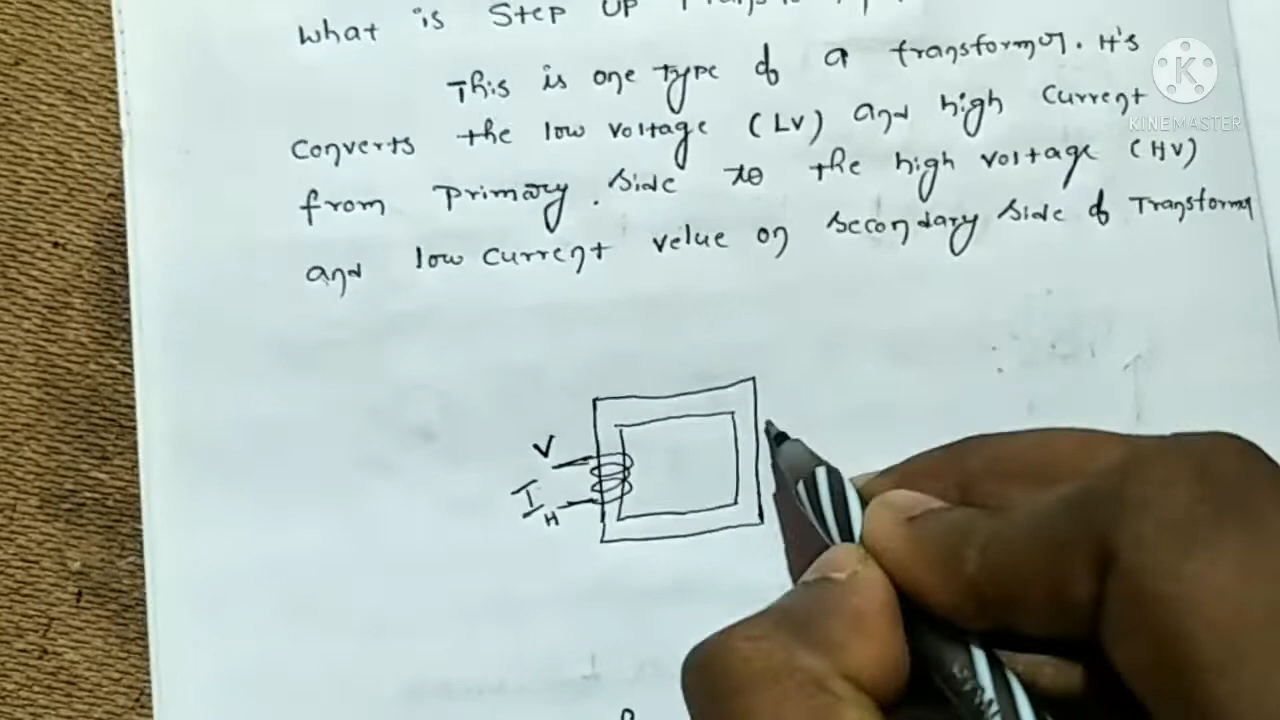 What is Step UP
This is one type of a transformer. It's
converts the low voltage (LV) and high current
from primary. side to the high voltage (HV)
and low current velue on secondary side of Transformer
V
I
H
K
KINEMASTER